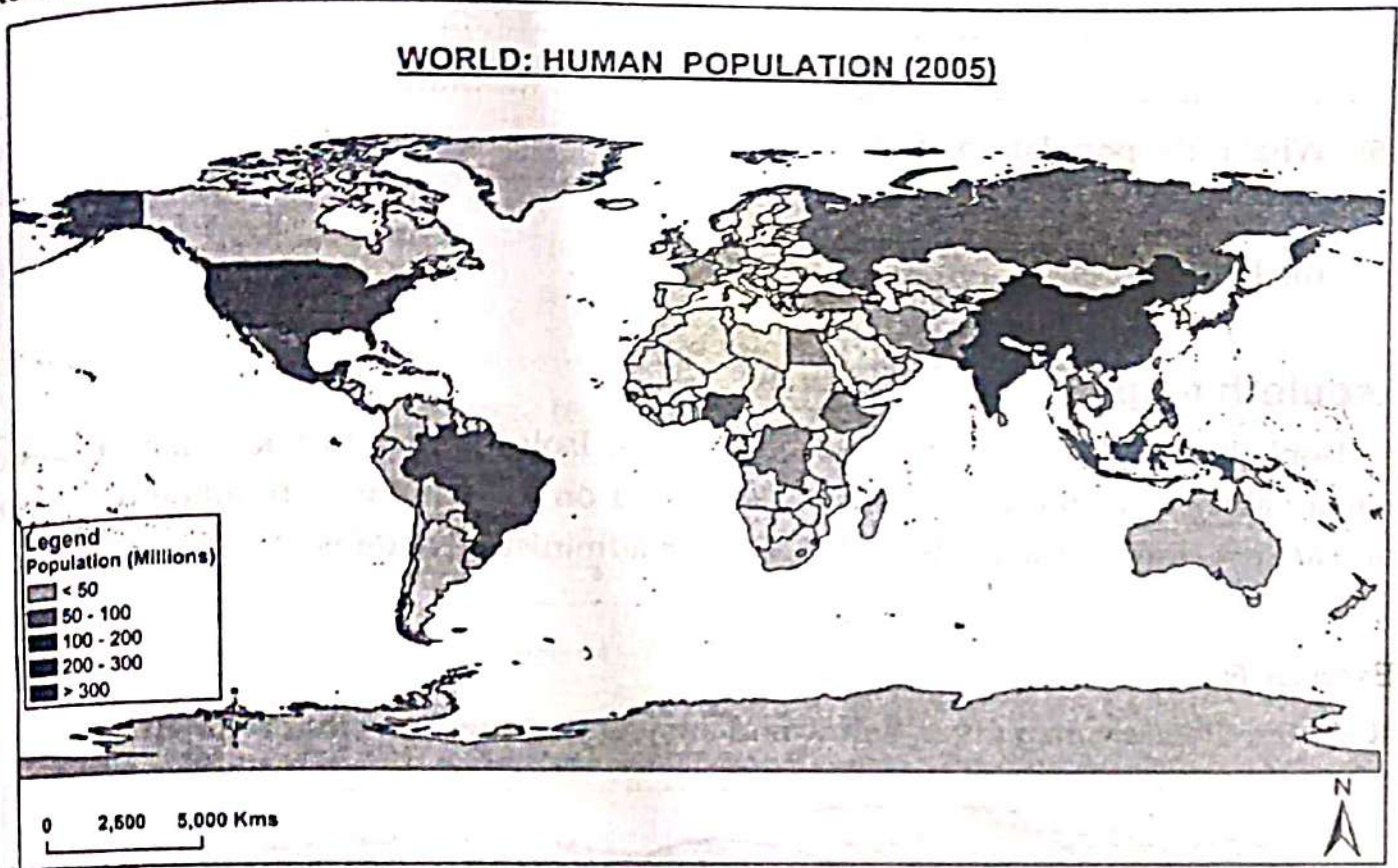 WORLD: HUMAN POPULATION (2005)
Legend
Population (Millions)
< 50
50 - 100
100 - 200
200 - 300
> 300
0 2,500 5,000 Kms
N